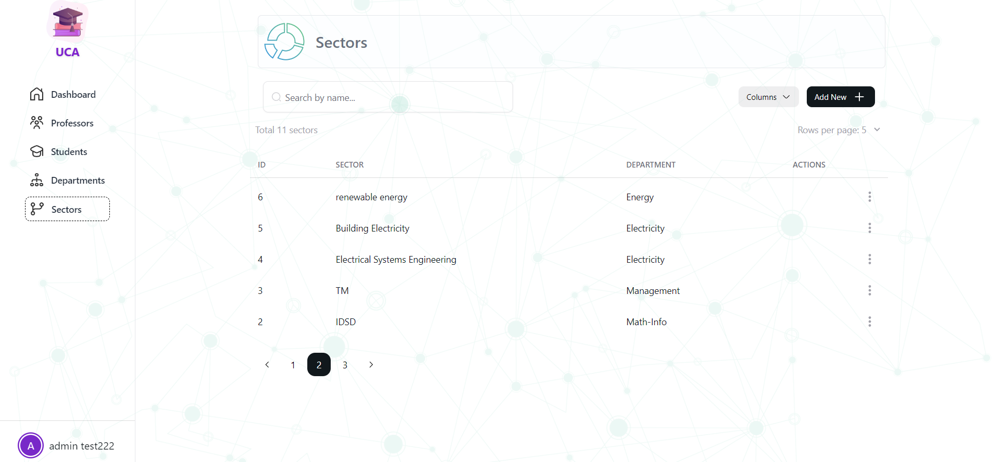 UCA
Dashboard
Professors
Students
Departments
Sectors
A admin test222
Sectors
Search by name...
Columns
Add New
Total 11 sectors
Rows per page: 5
ID SECTOR DEPARTMENT ACTIONS
6 renewable energy Energy
5 Building Electricity Electricity
4 Electrical Systems Engineering Electricity
3 TM Management
2 IDSD Math-Info
1 2 3